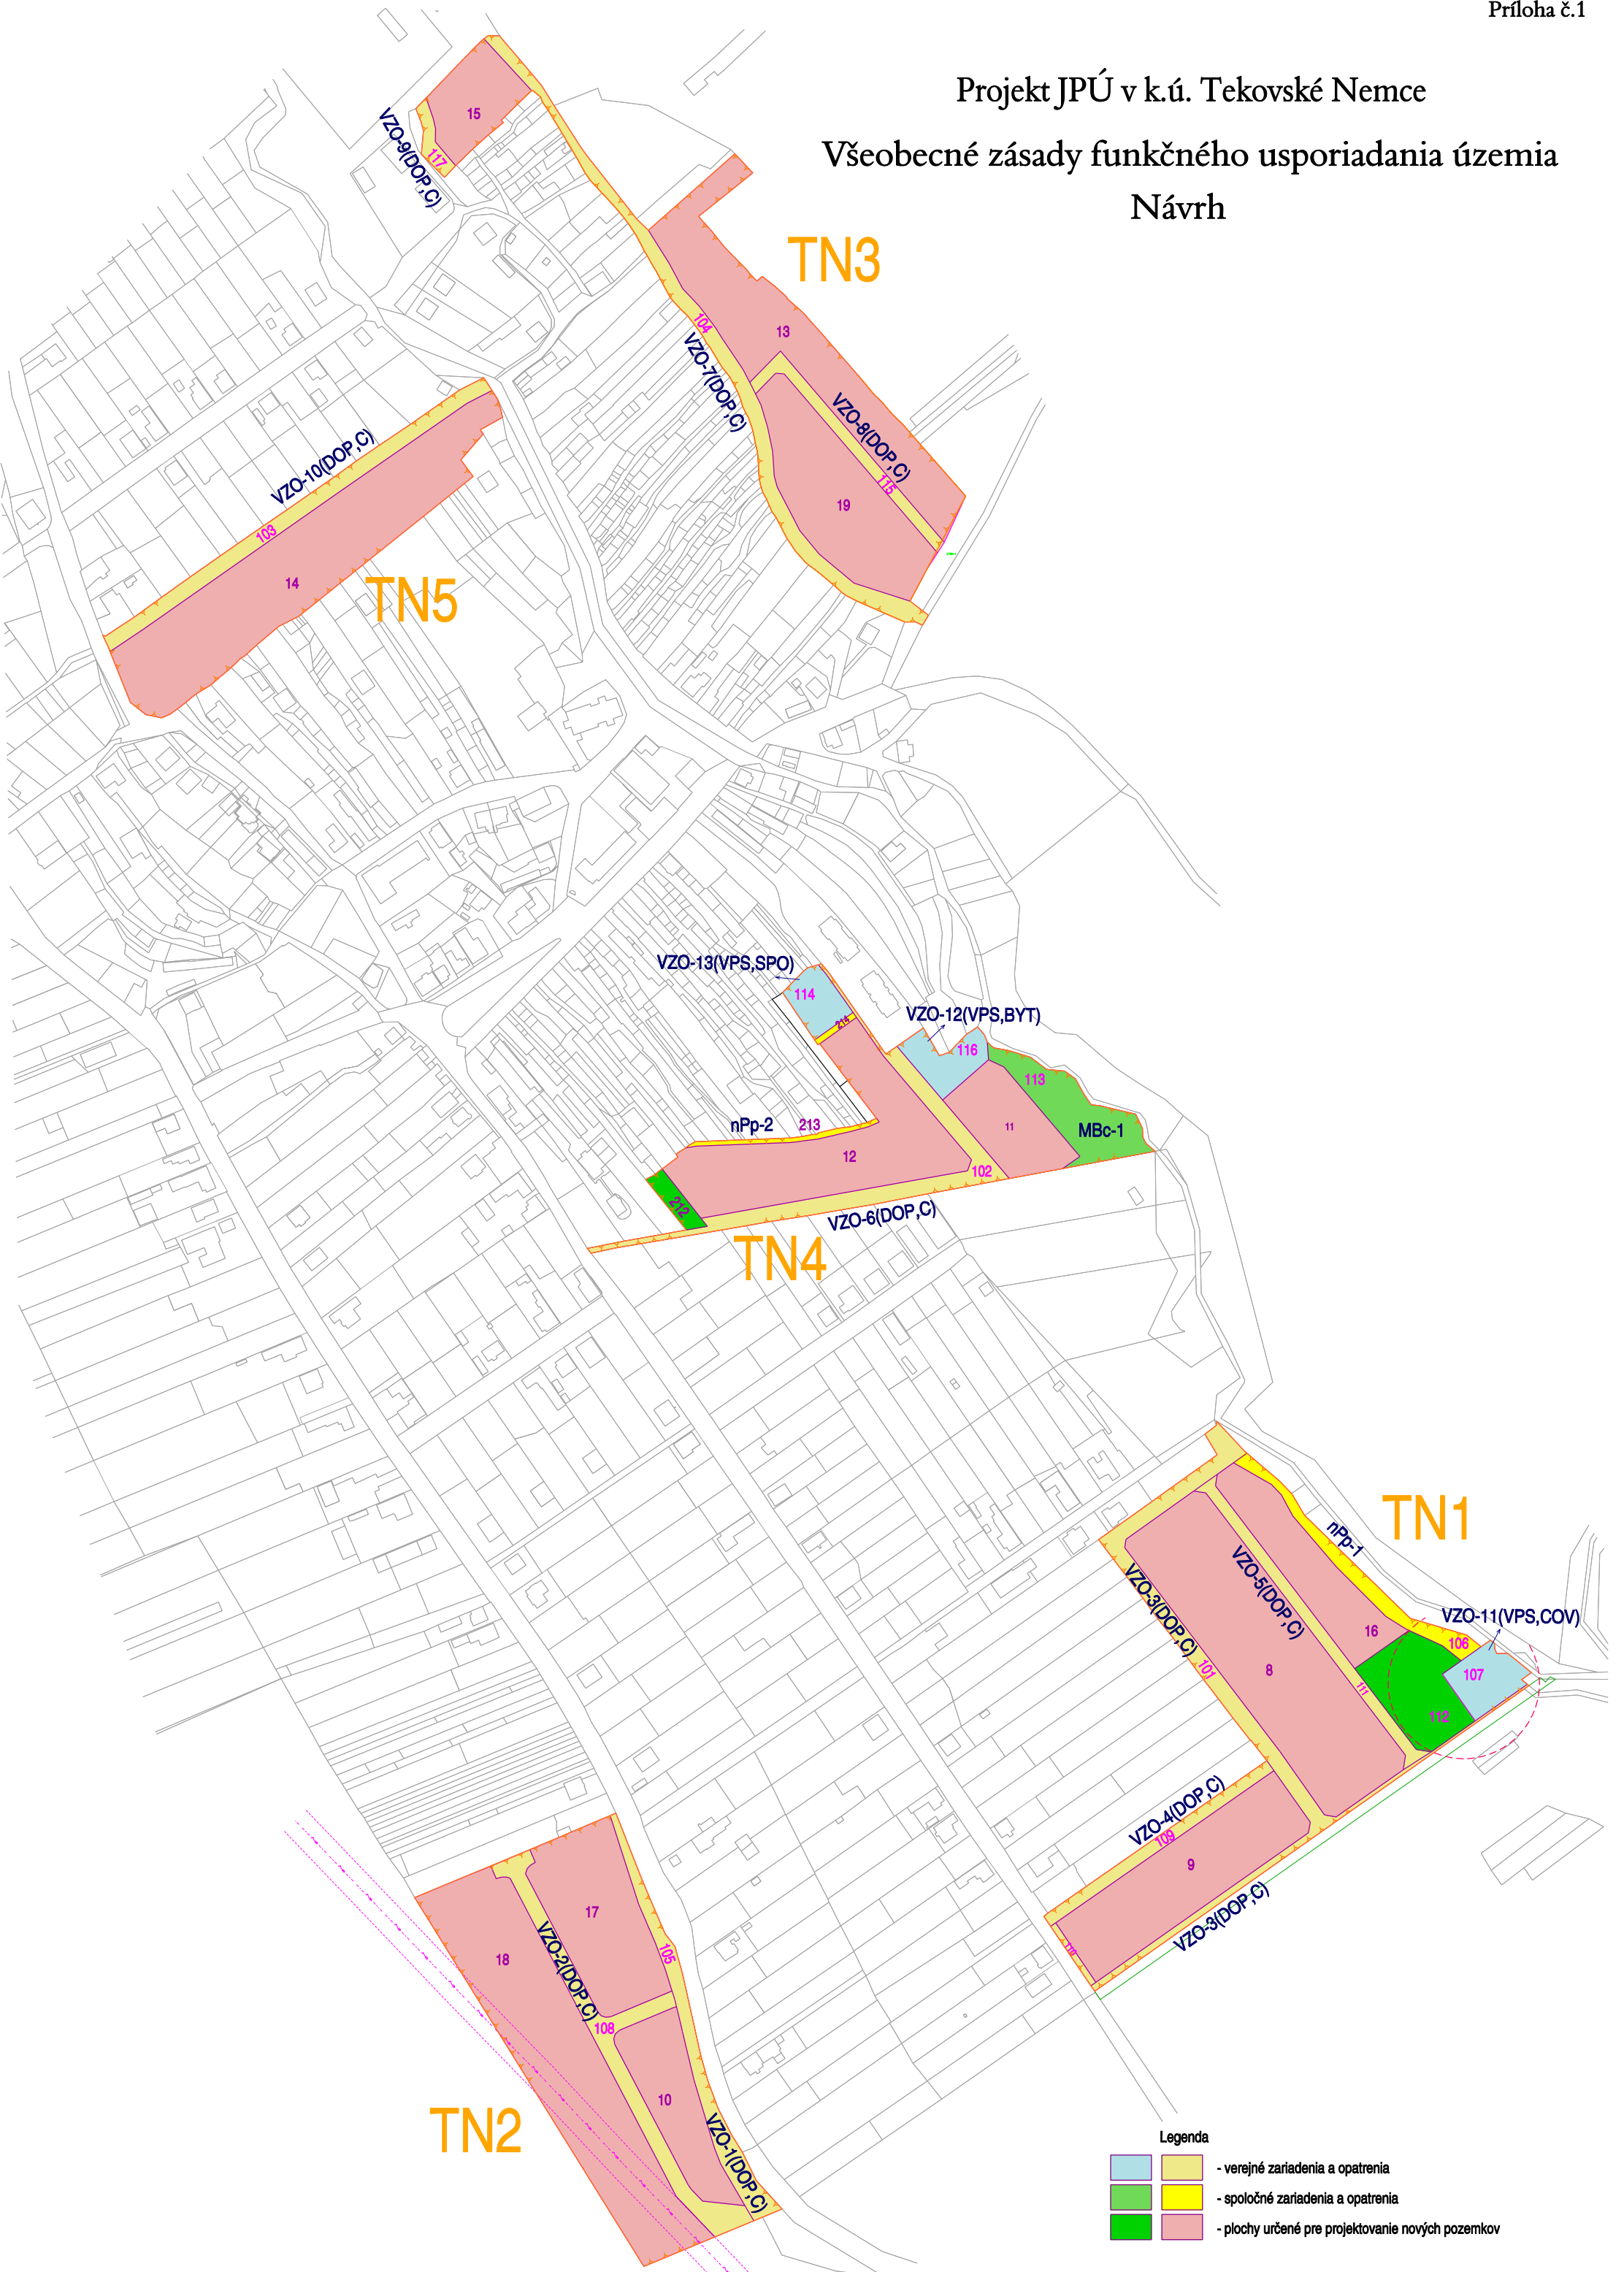 Príloha č.1
Projekt JPÚ v k.ú. Tekovské Nemce
Všeobecné zásady funkčného usporiadania územia
Návrh
15
117
VZO-9(DOP,C)
TN3
13
104
VZO-7(DOP,C)
VZO-8(DOP,C)
115
19
VZO-10(DOP,C)
103
14
TN5
VZO-13(VPS,SPO)
114
214
VZO-12(VPS,BYT)
116
113
MBc-1
11
nPp-2
213
12
102
212
VZO-6(DOP,C)
TN4
TN1
nPp-1
VZO-5(DOP,C)
VZO-3(DOP,C)
VZO-11(VPS,COV)
16
106
107
101
8
111
112
VZO-4(DOP,C)
109
9
VZO-3(DOP,C)
110
17
18
VZO-2(DOP,C)
105
108
10
VZO-1(DOP,C)
TN2
Legenda
- verejné zariadenia a opatrenia
- spoločné zariadenia a opatrenia
- plochy určené pre projektovanie nových pozemkov